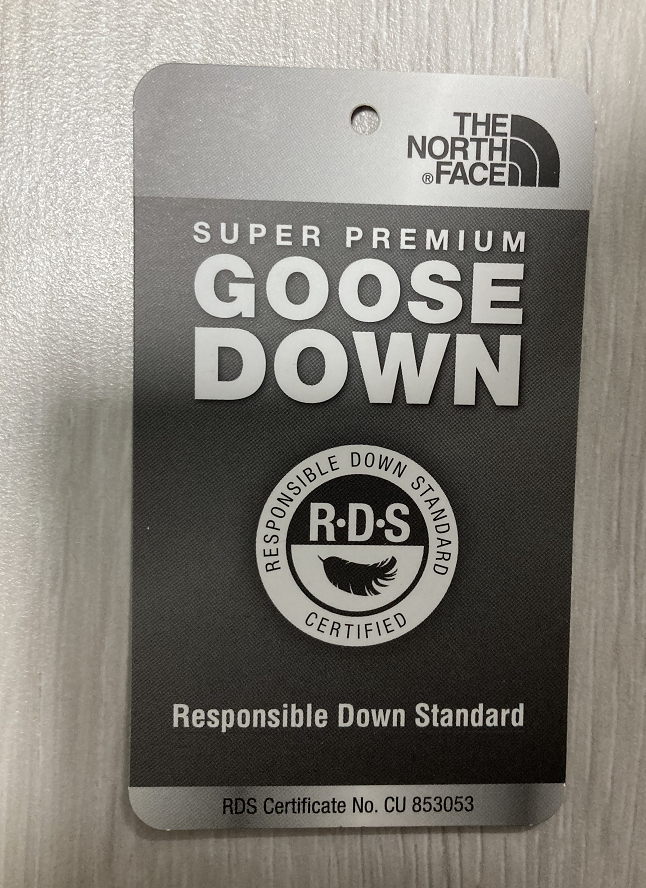 THE
NORTH
®FACE
SUPER PREMIUM
GOOSE
DOWN
RESPONSIBLE DOWN STANDARD
R·D·S
CERTIFIED
Responsible Down Standard
RDS Certificate No. CU 853053